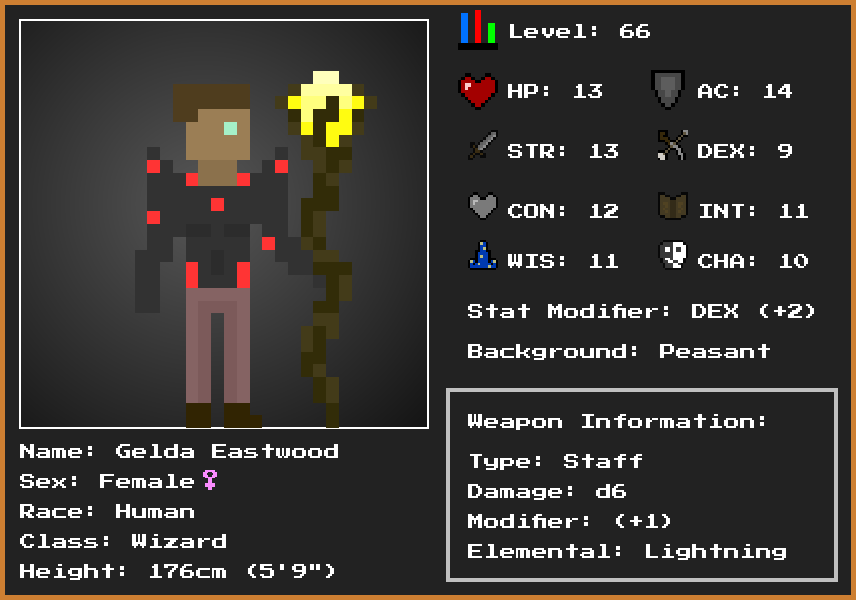 Level: 66
HP: 13
AC: 14
STR: 13
DEX: 9
CON: 12
INT: 11
WIS: 11
CHA: 10
Stat Modifier: DEX (+2)
Background: Peasant
Weapon Information:
Type: Staff
Damage: d6
Modifier: (+1)
Elemental: Lightning
Name: Gelda Eastwood
Sex: Female♀
Race: Human
Class: Wizard
Height: 176cm (5'9")